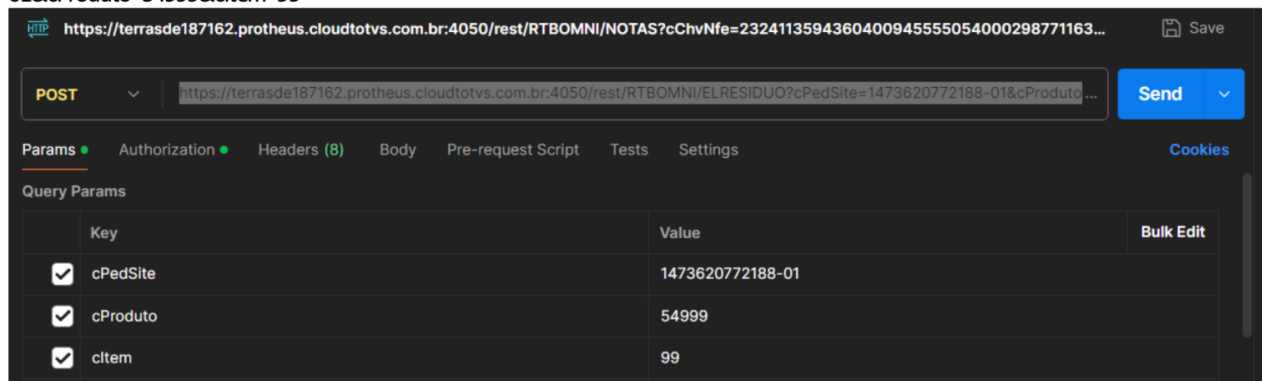 https://terrasde187162.protheus.cloudtotvs.com.br:4050/rest/RTBOMNI/NOTAS?cChvNfe=23241135943604009455555054000298771163... Save
POST https://terrasde187162.protheus.cloudtotvs.com.br:4050/rest/RTBOMNI/ELRESIDUO?cPedSite=1473620772188-01&cProduto... Send
Params Authorization Headers (8) Body Pre-request Script Tests Settings Cookies
Query Params
Key Value Bulk Edit
cPedSite 1473620772188-01
cProduto 54999
cItem 99